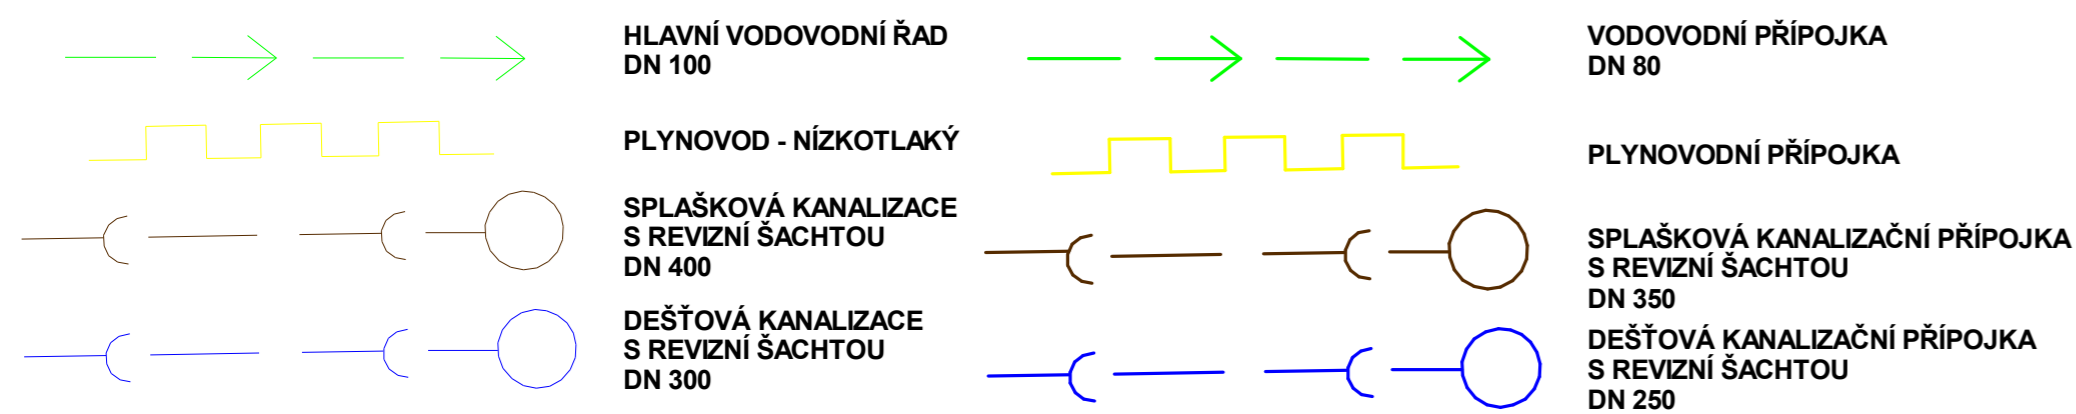 HLAVNÍ VODOVODNÍ ŘAD
DN 100
PLYNOVOD - NÍZKOTLAKÝ
SPLAŠKOVÁ KANALIZACE
S REVIZNÍ ŠACHTOU
DN 400
DEŠŤOVÁ KANALIZACE
S REVIZNÍ ŠACHTOU
DN 300
VODOVODNÍ PŘÍPOJKA
DN 80
PLYNOVODNÍ PŘÍPOJKA
SPLAŠKOVÁ KANALIZAČNÍ PŘÍPOJKA
S REVIZNÍ ŠACHTOU
DN 350
DEŠŤOVÁ KANALIZAČNÍ PŘÍPOJKA
S REVIZNÍ ŠACHTOU
DN 250